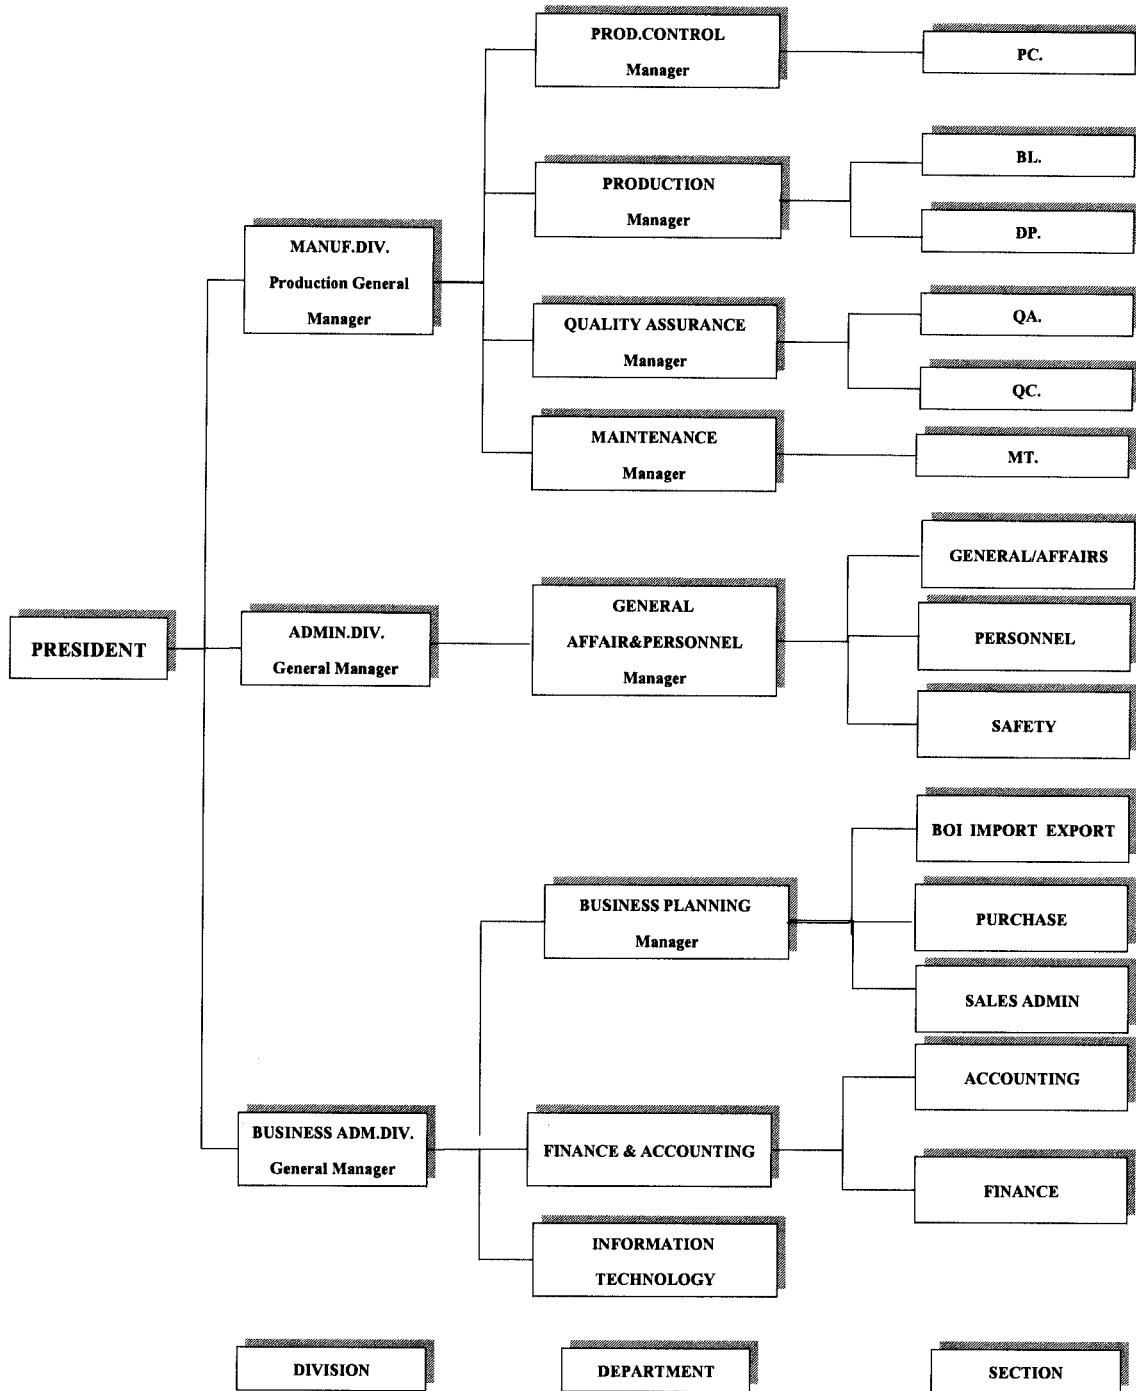 PROD.CONTROL
Manager
PC.
PRODUCTION
Manager
BL.
DP.
MANUF.DIV.
Production General
Manager
QUALITY ASSURANCE
Manager
QA.
QC.
MAINTENANCE
Manager
MT.
PRESIDENT
ADMIN.DIV.
General Manager
GENERAL
AFFAIR&PERSONNEL
Manager
GENERAL/AFFAIRS
PERSONNEL
SAFETY
BUSINESS PLANNING
Manager
BOI IMPORT EXPORT
PURCHASE
SALES ADMIN
BUSINESS ADM.DIV.
General Manager
FINANCE & ACCOUNTING
ACCOUNTING
FINANCE
INFORMATION
TECHNOLOGY
DIVISION
DEPARTMENT
SECTION